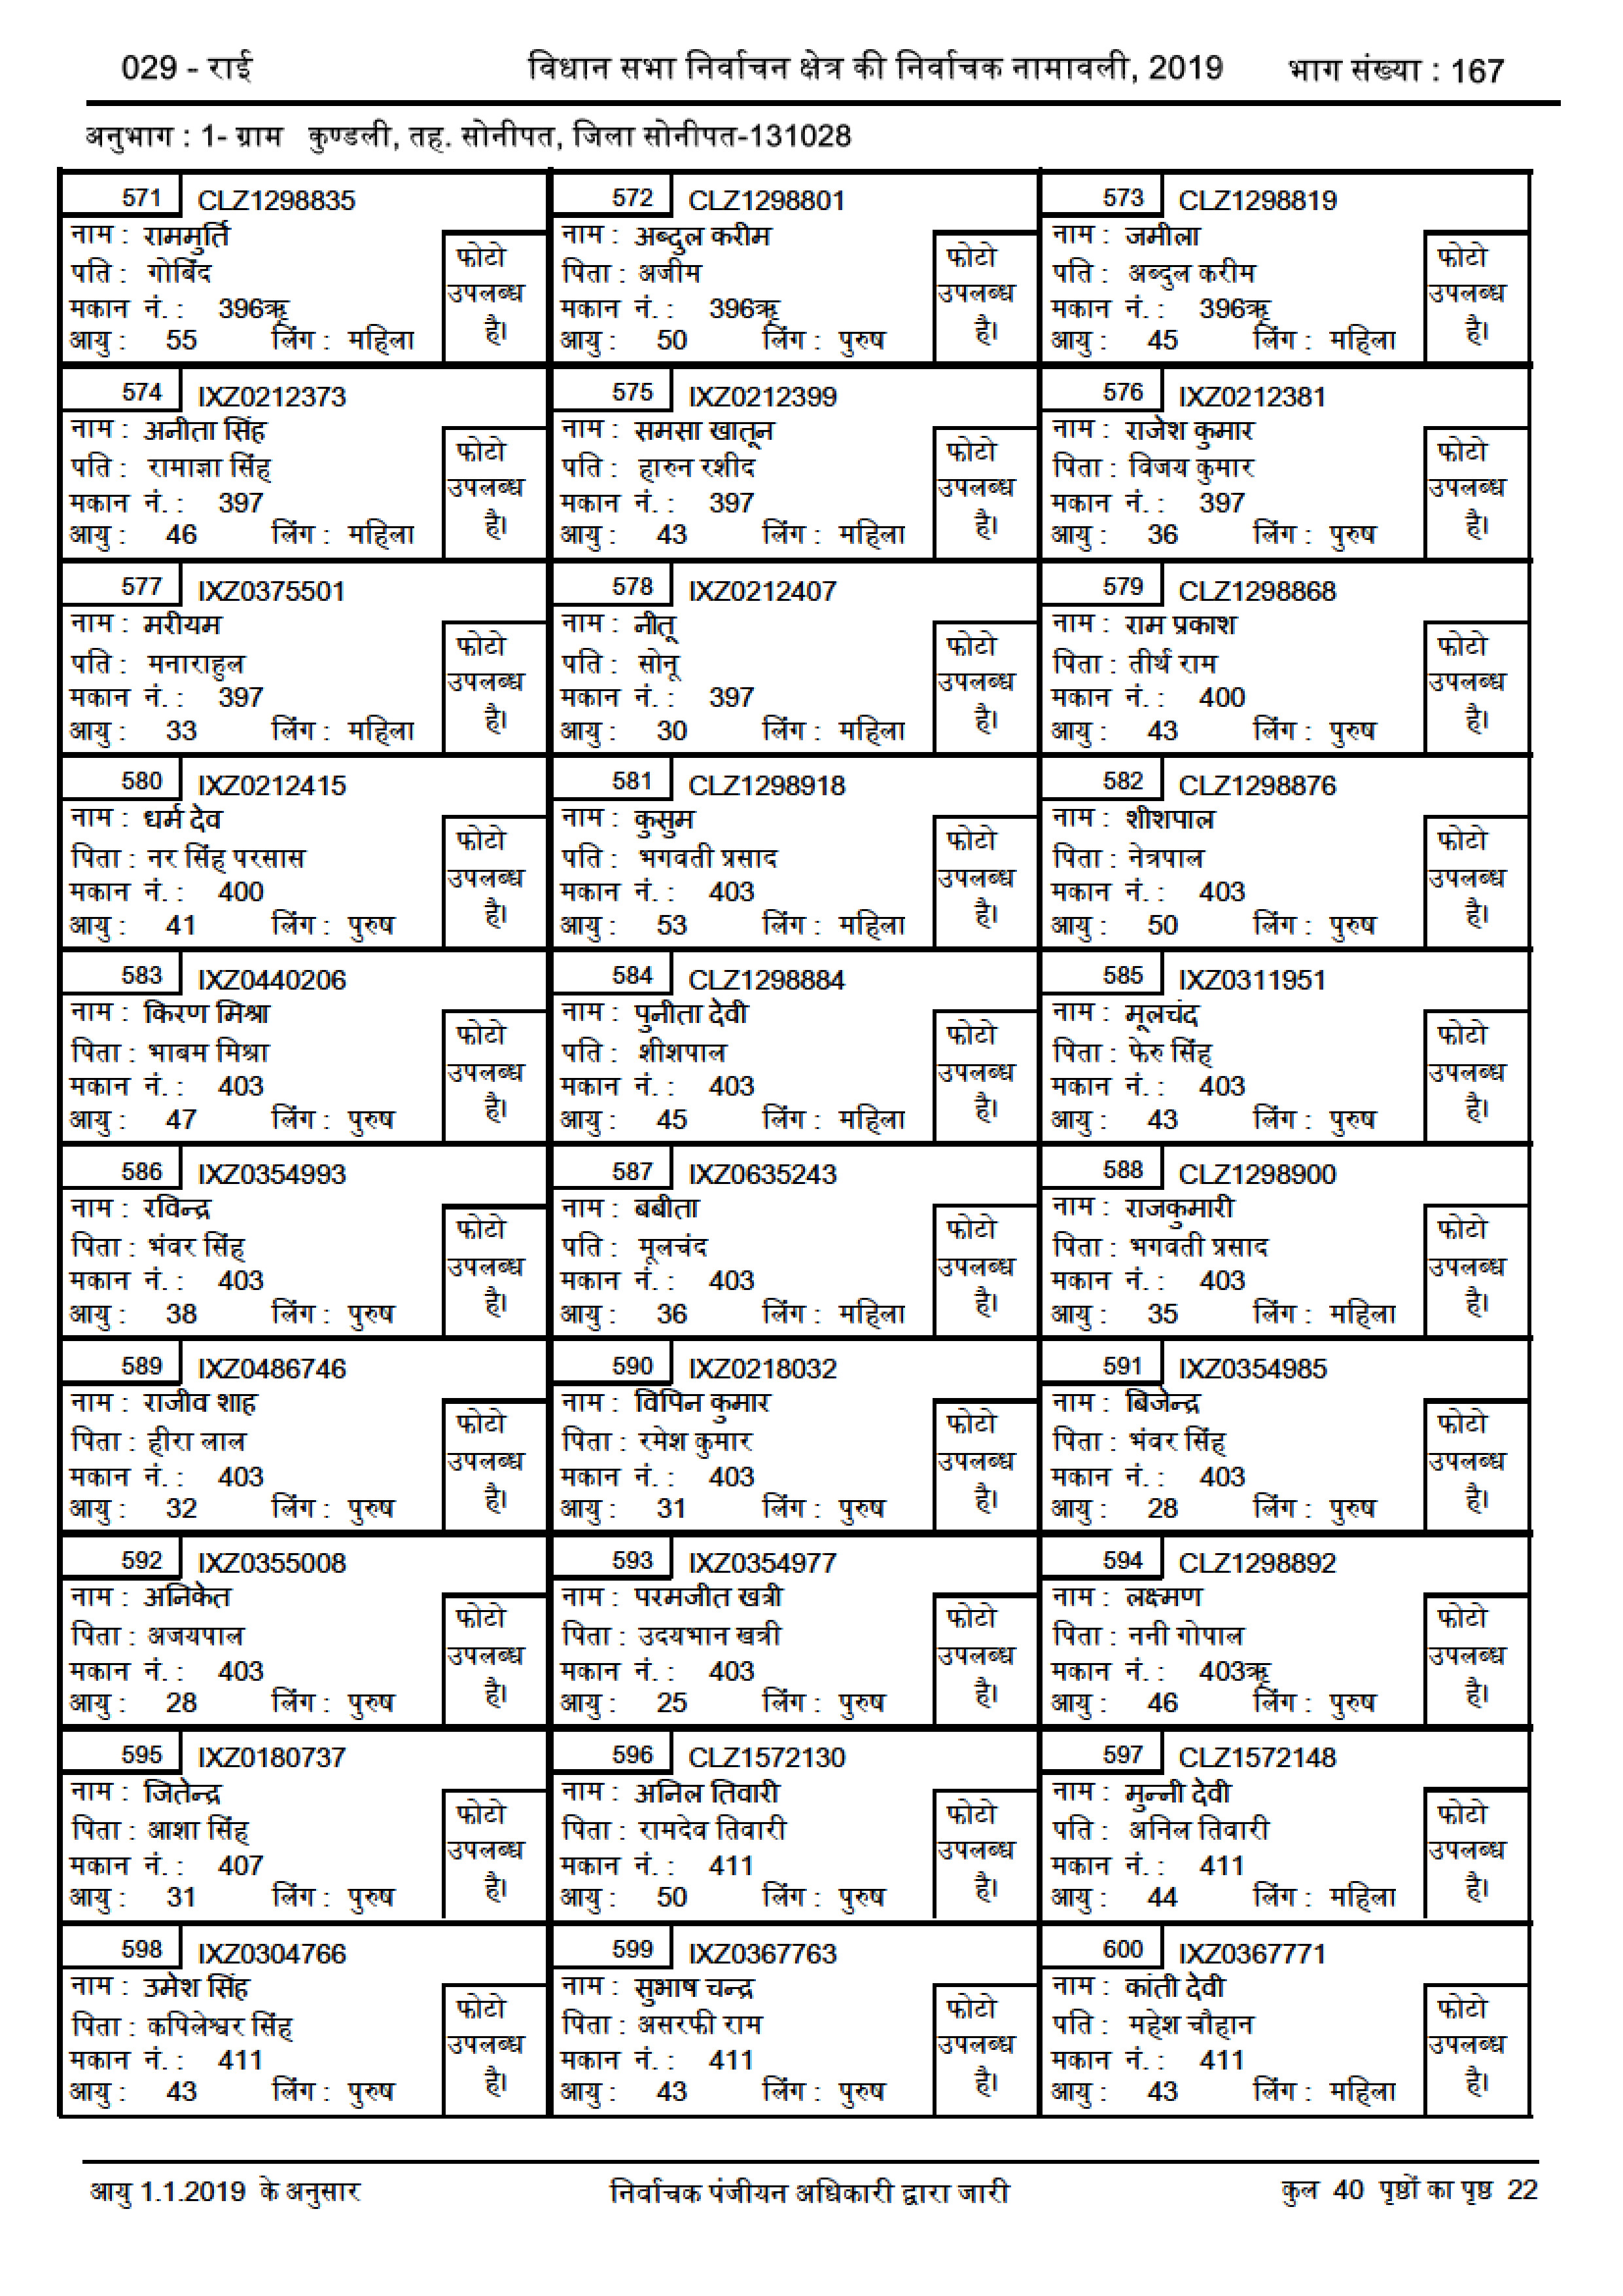 029 - राई विधान सभा निर्वाचन क्षेत्र की निर्वाचक नामावली, 2019 भाग संख्या : 167
अनुभाग : 1- ग्राम कुण्डली, तह. सोनीपत, जिला सोनीपत-131028
571 CLZ1298835
नाम : राममुर्ति
पति : गोबिंद
मकान नं. : 396ऋ
आयु : 55 लिंग : महिला
फोटो
उपलब्ध
है।
572 CLZ1298801
नाम : अब्दुल करीम
पिता : अजीम
मकान नं. : 396ऋ
आयु : 50 लिंग : पुरुष
फोटो
उपलब्ध
है।
573 CLZ1298819
नाम : जमीला
पति : अब्दुल करीम
मकान नं. : 396ऋ
आयु : 45 लिंग : महिला
फोटो
उपलब्ध
है।
574 IXZ0212373
नाम : अनीता सिंह
पति : रामाज्ञा सिंह
मकान नं. : 397
आयु : 46 लिंग : महिला
फोटो
उपलब्ध
है।
575 IXZ0212399
नाम : समसा खातून
पति : हारुन रशीद
मकान नं. : 397
आयु : 43 लिंग : महिला
फोटो
उपलब्ध
है।
576 IXZ0212381
नाम : राजेश कुमार
पिता : विजय कुमार
मकान नं. : 397
आयु : 36 लिंग : पुरुष
फोटो
उपलब्ध
है।
577 IXZ0375501
नाम : मरीयम
पति : मनाराहुल
मकान नं. : 397
आयु : 33 लिंग : महिला
फोटो
उपलब्ध
है।
578 IXZ0212407
नाम : नीतू
पति : सोनू
मकान नं. : 397
आयु : 30 लिंग : महिला
फोटो
उपलब्ध
है।
579 CLZ1298868
नाम : राम प्रकाश
पिता : तीर्थ राम
मकान नं. : 400
आयु : 43 लिंग : पुरुष
फोटो
उपलब्ध
है।
580 IXZ0212415
नाम : धर्म देव
पिता : नर सिंह परसास
मकान नं. : 400
आयु : 41 लिंग : पुरुष
फोटो
उपलब्ध
है।
581 CLZ1298918
नाम : कुसुम
पति : भगवती प्रसाद
मकान नं. : 403
आयु : 53 लिंग : महिला
फोटो
उपलब्ध
है।
582 CLZ1298876
नाम : शीशपाल
पिता : नेत्रपाल
मकान नं. : 403
आयु : 50 लिंग : पुरुष
फोटो
उपलब्ध
है।
583 IXZ0440206
नाम : किरण मिश्रा
पिता : भाबम मिश्रा
मकान नं. : 403
आयु : 47 लिंग : पुरुष
फोटो
उपलब्ध
है।
584 CLZ1298884
नाम : पुनीता देवी
पति : शीशपाल
मकान नं. : 403
आयु : 45 लिंग : महिला
फोटो
उपलब्ध
है।
585 IXZ0311951
नाम : मूलचंद
पिता : फेरु सिंह
मकान नं. : 403
आयु : 43 लिंग : पुरुष
फोटो
उपलब्ध
है।
586 IXZ0354993
नाम : रविन्द्र
पिता : भंवर सिंह
मकान नं. : 403
आयु : 38 लिंग : पुरुष
फोटो
उपलब्ध
है।
587 IXZ0635243
नाम : बबीता
पति : मूलचंद
मकान नं. : 403
आयु : 36 लिंग : महिला
फोटो
उपलब्ध
है।
588 CLZ1298900
नाम : राजकुमारी
पिता : भगवती प्रसाद
मकान नं. : 403
आयु : 35 लिंग : महिला
फोटो
उपलब्ध
है।
589 IXZ0486746
नाम : राजीव शाह
पिता : हीरा लाल
मकान नं. : 403
आयु : 32 लिंग : पुरुष
फोटो
उपलब्ध
है।
590 IXZ0218032
नाम : विपिन कुमार
पिता : रमेश कुमार
मकान नं. : 403
आयु : 31 लिंग : पुरुष
फोटो
उपलब्ध
है।
591 IXZ0354985
नाम : बिजेन्द्र
पिता : भंवर सिंह
मकान नं. : 403
आयु : 28 लिंग : पुरुष
फोटो
उपलब्ध
है।
592 IXZ0355008
नाम : अनिकेत
पिता : अजयपाल
मकान नं. : 403
आयु : 28 लिंग : पुरुष
फोटो
उपलब्ध
है।
593 IXZ0354977
नाम : परमजीत खत्री
पिता : उदयभान खत्री
मकान नं. : 403
आयु : 25 लिंग : पुरुष
फोटो
उपलब्ध
है।
594 CLZ1298892
नाम : लक्ष्मण
पिता : ननी गोपाल
मकान नं. : 403ऋ
आयु : 46 लिंग : पुरुष
फोटो
उपलब्ध
है।
595 IXZ0180737
नाम : जितेन्द्र
पिता : आशा सिंह
मकान नं. : 407
आयु : 31 लिंग : पुरुष
फोटो
उपलब्ध
है।
596 CLZ1572130
नाम : अनिल तिवारी
पिता : रामदेव तिवारी
मकान नं. : 411
आयु : 50 लिंग : पुरुष
फोटो
उपलब्ध
है।
597 CLZ1572148
नाम : मुन्नी देवी
पति : अनिल तिवारी
मकान नं. : 411
आयु : 44 लिंग : महिला
फोटो
उपलब्ध
है।
598 IXZ0304766
नाम : उमेश सिंह
पिता : कपिलेश्वर सिंह
मकान नं. : 411
आयु : 43 लिंग : पुरुष
फोटो
उपलब्ध
है।
599 IXZ0367763
नाम : सुभाष चन्द्र
पिता : असरफी राम
मकान नं. : 411
आयु : 43 लिंग : पुरुष
फोटो
उपलब्ध
है।
600 IXZ0367771
नाम : कांती देवी
पति : महेश चौहान
मकान नं. : 411
आयु : 43 लिंग : महिला
फोटो
उपलब्ध
है।
आयु 1.1.2019 के अनुसार निर्वाचक पंजीयन अधिकारी द्वारा जारी कुल 40 पृष्ठों का पृष्ठ 22